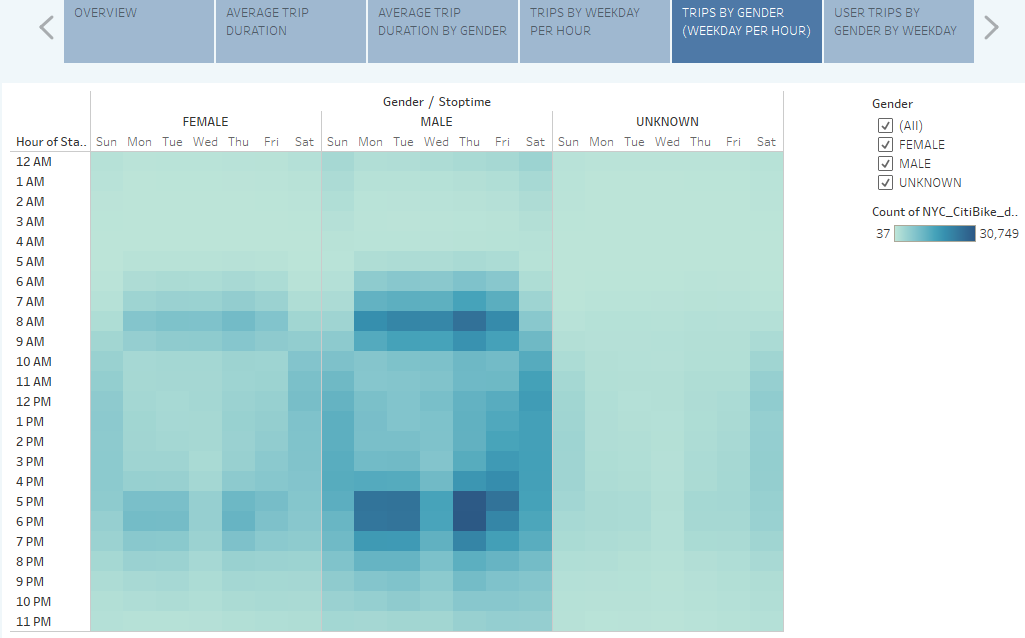 OVERVIEW
AVERAGE TRIP
DURATION
AVERAGE TRIP
DURATION BY GENDER
TRIPS BY WEEKDAY
PER HOUR
TRIPS BY GENDER
(WEEKDAY PER HOUR)
USER TRIPS BY
GENDER BY WEEKDAY
Gender / Stoptime
FEMALE MALE UNKNOWN
Hour of Sta.. Sun Mon Tue Wed Thu Fri Sat Sun Mon Tue Wed Thu Fri Sat Sun Mon Tue Wed Thu Fri Sat
12 AM
1 AM
2 AM
3 AM
4 AM
5 AM
6 AM
7 AM
8 AM
9 AM
10 AM
11 AM
12 PM
1 PM
2 PM
3 PM
4 PM
5 PM
6 PM
7 PM
8 PM
9 PM
10 PM
11 PM
Gender
(All)
FEMALE
MALE
UNKNOWN
Count of NYC_CitiBike_d..
37 30,749